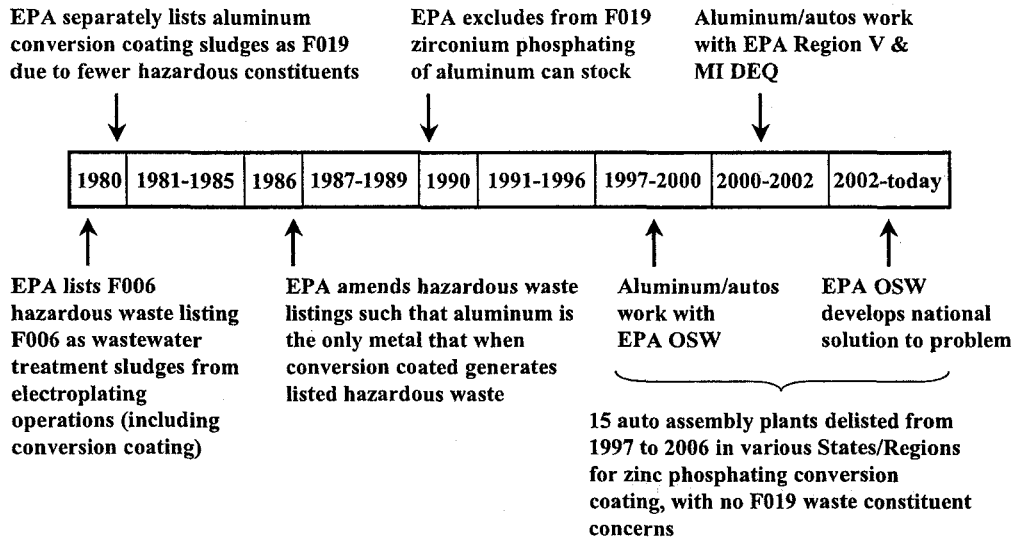 EPA separately lists aluminum
conversion coating sludges as F019
due to fewer hazardous constituents
EPA excludes from F019
zirconium phosphating
of aluminum can stock
Aluminum/autos work
with EPA Region V &
MI DEQ
1980 1981-1985 1986 1987-1989 1990 1991-1996 1997-2000 2000-2002 2002-today
EPA lists F006
hazardous waste listing
F006 as wastewater
treatment sludges from
electroplating
operations (including
conversion coating)
EPA amends hazardous waste
listings such that aluminum is
the only metal that when
conversion coated generates
listed hazardous waste
Aluminum/autos
work with
EPA OSW
EPA OSW
develops national
solution to problem
15 auto assembly plants delisted from
1997 to 2006 in various States/Regions
for zinc phosphating conversion
coating, with no F019 waste constituent
concerns